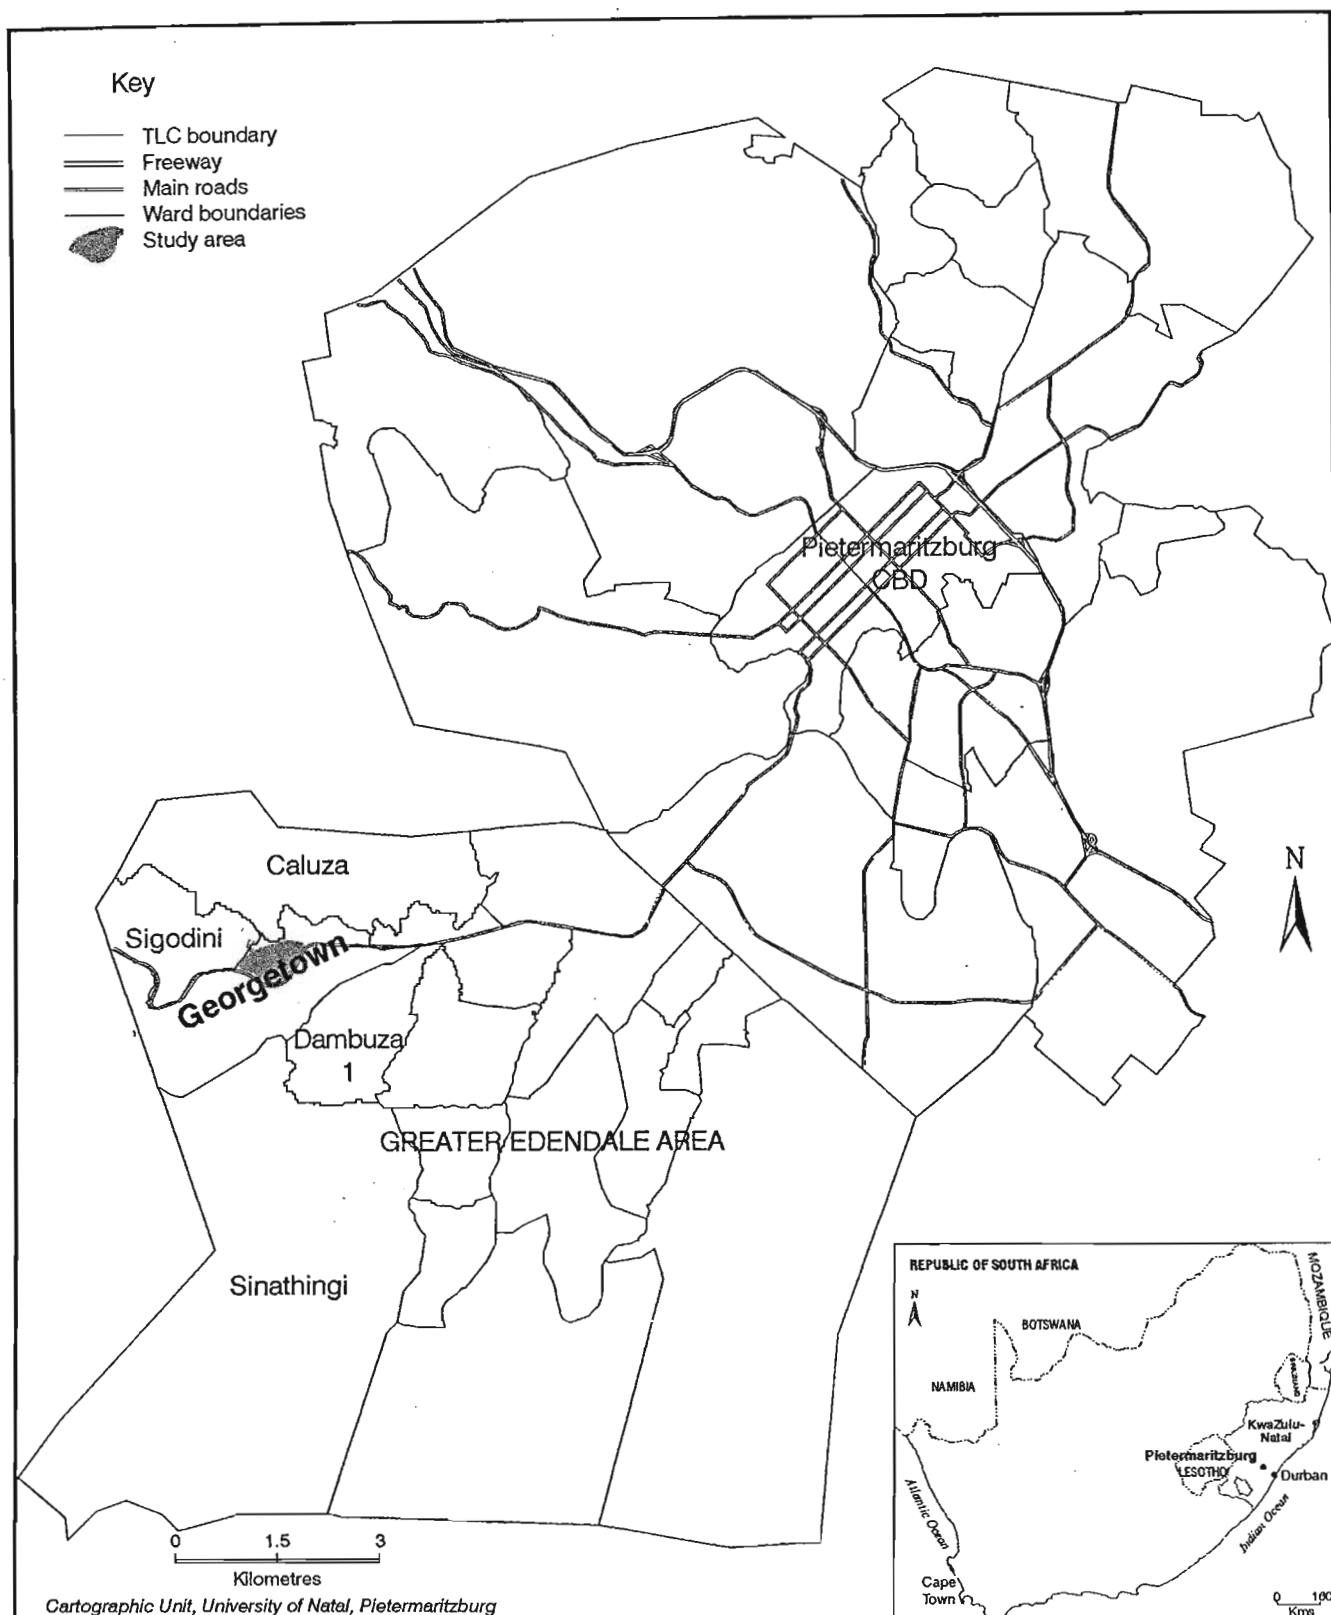 Key
TLC boundary
Freeway
Main roads
Ward boundaries
Study area
Pietermaritzburg
CBD
N
Caluza
Sigodini
Georgetown
Dambuza
1
GREATER EDENDALE AREA
Sinathingi
0 1.5 3
Kilometres
Cartographic Unit, University of Natal, Pietermaritzburg
REPUBLIC OF SOUTH AFRICA
N
MOZAMBIQUE
BOTSWANA
NAMIBIA
KwaZulu-
Natal
Pietermaritzburg
LESOTHO
Durban
Atlantic Ocean
Indian Ocean
Cape
Town
0 160
Kms